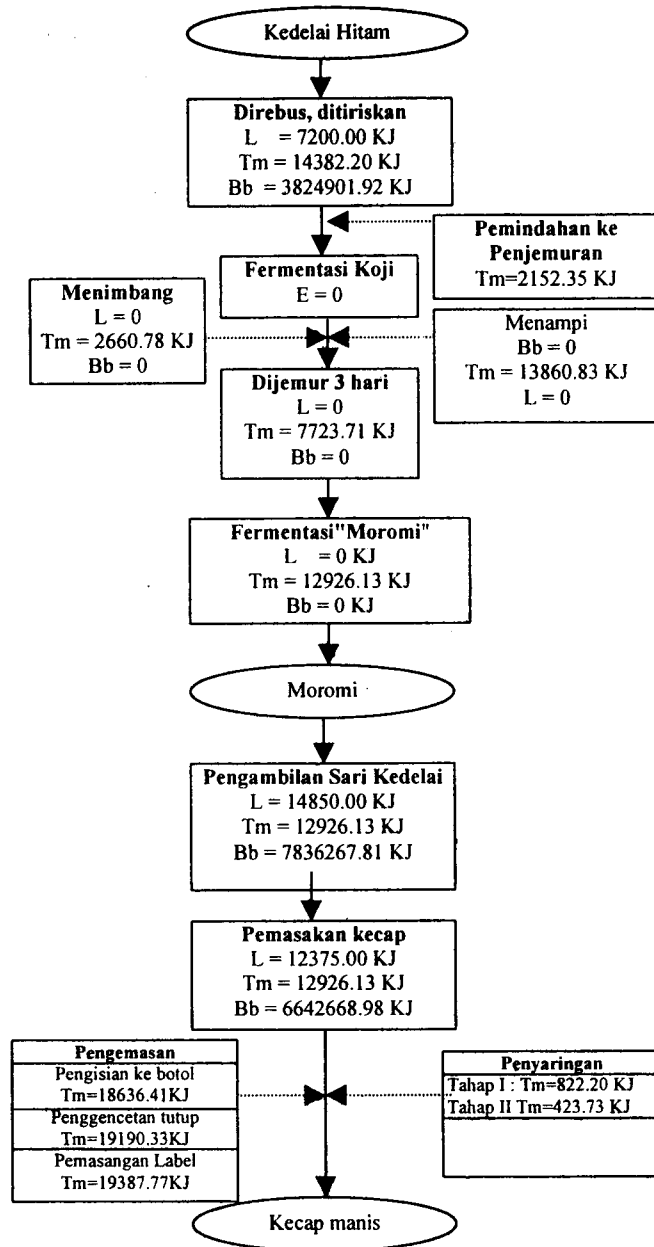 Kedelai Hitam
Direbus, ditiriskan
L = 7200.00 KJ
Tm = 14382.20 KJ
Bb = 3824901.92 KJ
Pemindahan ke
Penjemuran
Tm=2152.35 KJ
Fermentasi Koji
E = 0
Menimbang
L = 0
Tm = 2660.78 KJ
Bb = 0
Menampi
Bb = 0
Tm = 13860.83 KJ
L = 0
Dijemur 3 hari
L = 0
Tm = 7723.71 KJ
Bb = 0
Fermentasi"Moromi"
L = 0 KJ
Tm = 12926.13 KJ
Bb = 0 KJ
Moromi
Pengambilan Sari Kedelai
L = 14850.00 KJ
Tm = 12926.13 KJ
Bb = 7836267.81 KJ
Pemasakan kecap
L = 12375.00 KJ
Tm = 12926.13 KJ
Bb = 6642668.98 KJ
Pengemasan
Pengisian ke botol
Tm=18636.41KJ
Penggencetan tutup
Tm=19190.33KJ
Pemasangan Label
Tm=19387.77KJ
Penyaringan
Tahap I : Tm=822.20 KJ
Tahap II Tm=423.73 KJ
Kecap manis